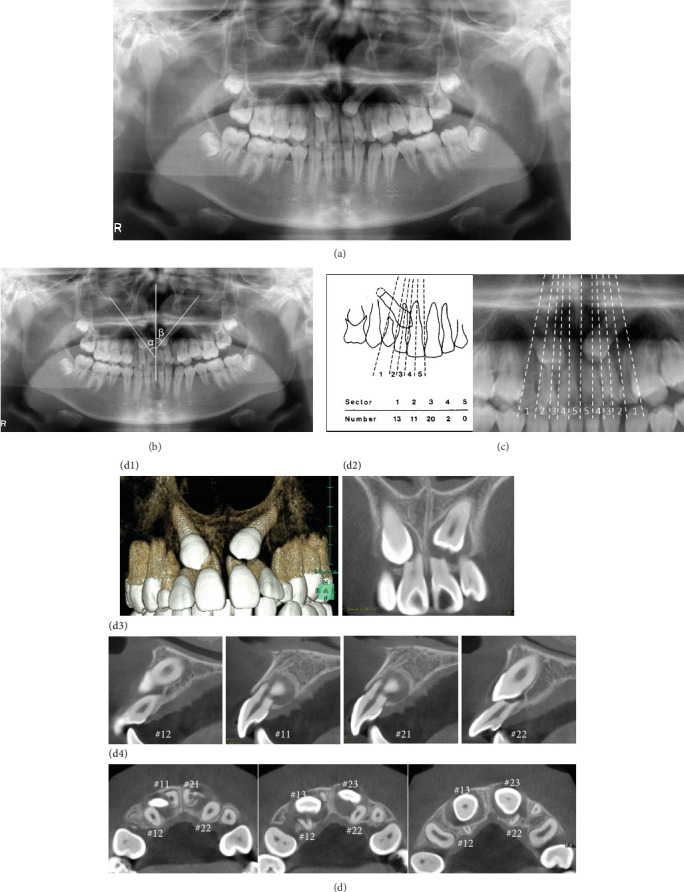 R
(a)
α β
R
(b)
1 2 3 4 5
Sector 1 2 3 4 5
Number 13 11 20 2 0
1 2 3 4 5 5 4 3 2 1
(c)
(d1)
(d2)
(d3)
#12
#11
#21
#22
(d4)
#11 #21
#12 #22
#13 #23
#12 #22
#13 #23
#12 #22
(d)